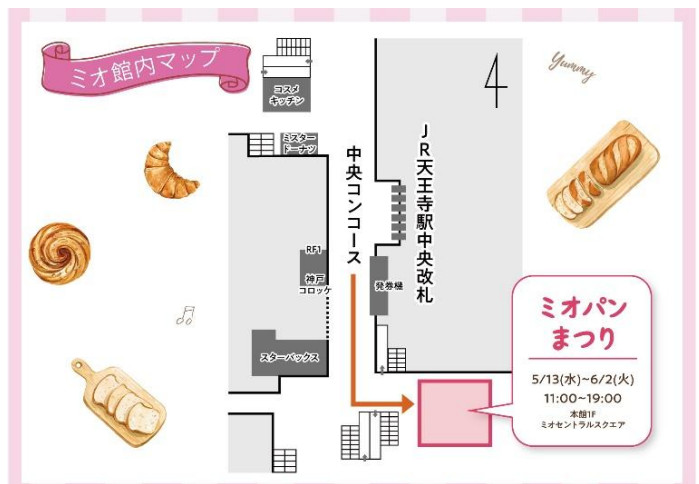 ミオ館内マップ
Yummy
コスメ
キッチン
ミスター
ドーナツ
中央コンコース
JR天王寺駅中央改札
RF1
神戸
コロッケ
発券機
スターバックス
ミオパン
まつり
5/13(水)~6/2(火)
11:00~19:00
本館1F
ミオセントラルスクエア